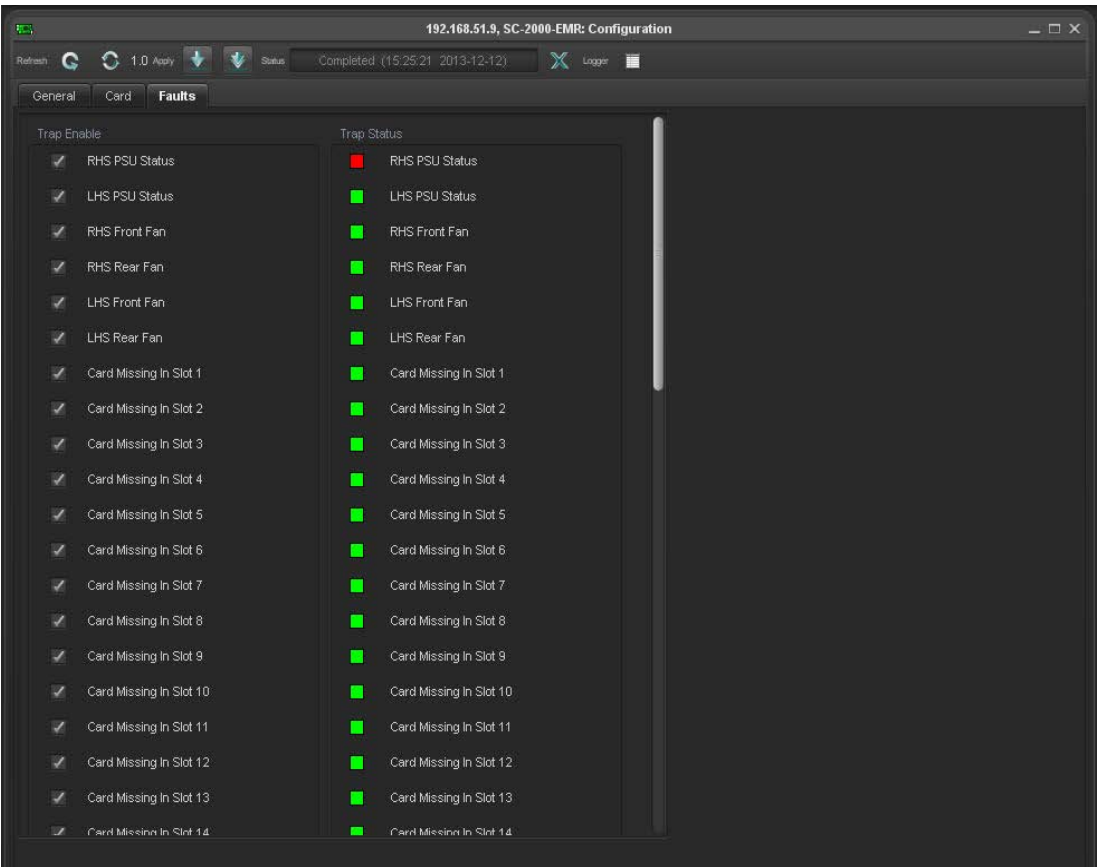 192.168.51.9, SC-2000-EMR: Configuration
Refresh 1.0 Apply Status Completed (15:25:21 2013-12-12) Logger
General Card Faults
Trap Enable Trap Status
RHS PSU Status RHS PSU Status
LHS PSU Status LHS PSU Status
RHS Front Fan RHS Front Fan
RHS Rear Fan RHS Rear Fan
LHS Front Fan LHS Front Fan
LHS Rear Fan LHS Rear Fan
Card Missing In Slot 1 Card Missing In Slot 1
Card Missing In Slot 2 Card Missing In Slot 2
Card Missing In Slot 3 Card Missing In Slot 3
Card Missing In Slot 4 Card Missing In Slot 4
Card Missing In Slot 5 Card Missing In Slot 5
Card Missing In Slot 6 Card Missing In Slot 6
Card Missing In Slot 7 Card Missing In Slot 7
Card Missing In Slot 8 Card Missing In Slot 8
Card Missing In Slot 9 Card Missing In Slot 9
Card Missing In Slot 10 Card Missing In Slot 10
Card Missing In Slot 11 Card Missing In Slot 11
Card Missing In Slot 12 Card Missing In Slot 12
Card Missing In Slot 13 Card Missing In Slot 13
Card Missing In Slot 14 Card Missing In Slot 14